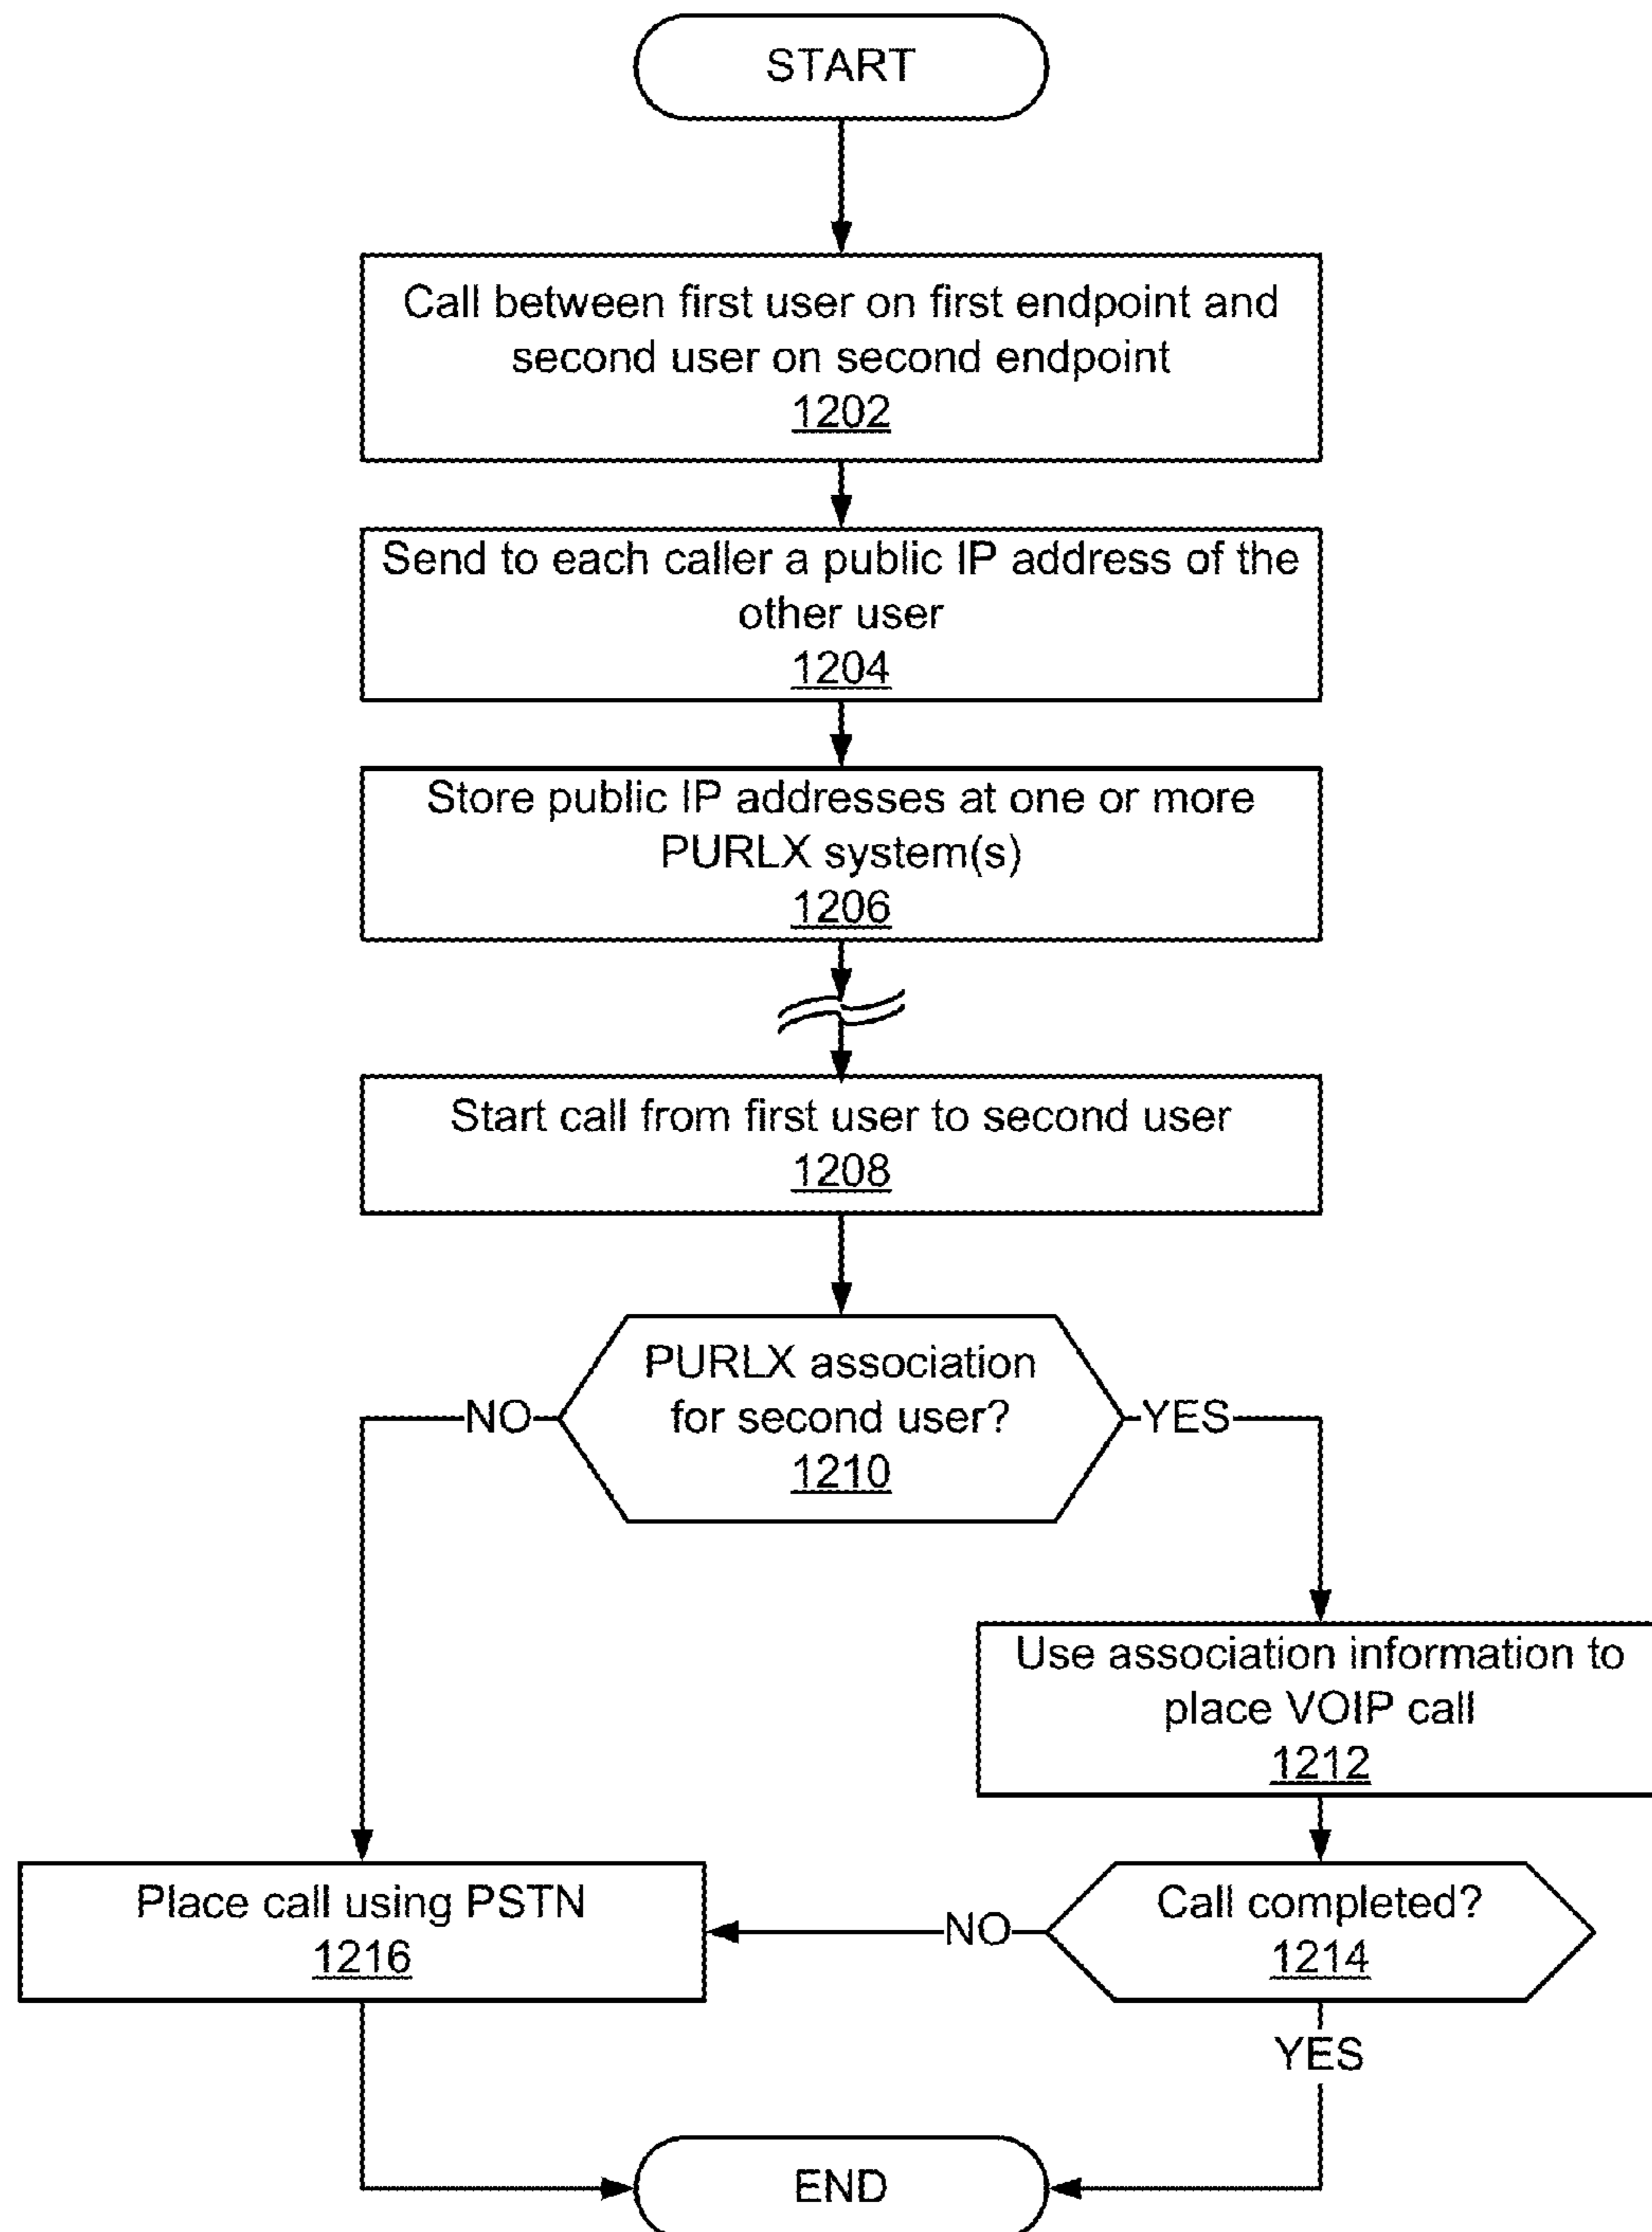 START
Call between first user on first endpoint and
second user on second endpoint
1202
Send to each caller a public IP address of the
other user
1204
Store public IP addresses at one or more
PURLX system(s)
1206
Start call from first user to second user
1208
PURLX association
for second user?
1210
NO
YES
Use association information to
place VOIP call
1212
Place call using PSTN
1216
NO
Call completed?
1214
YES
END